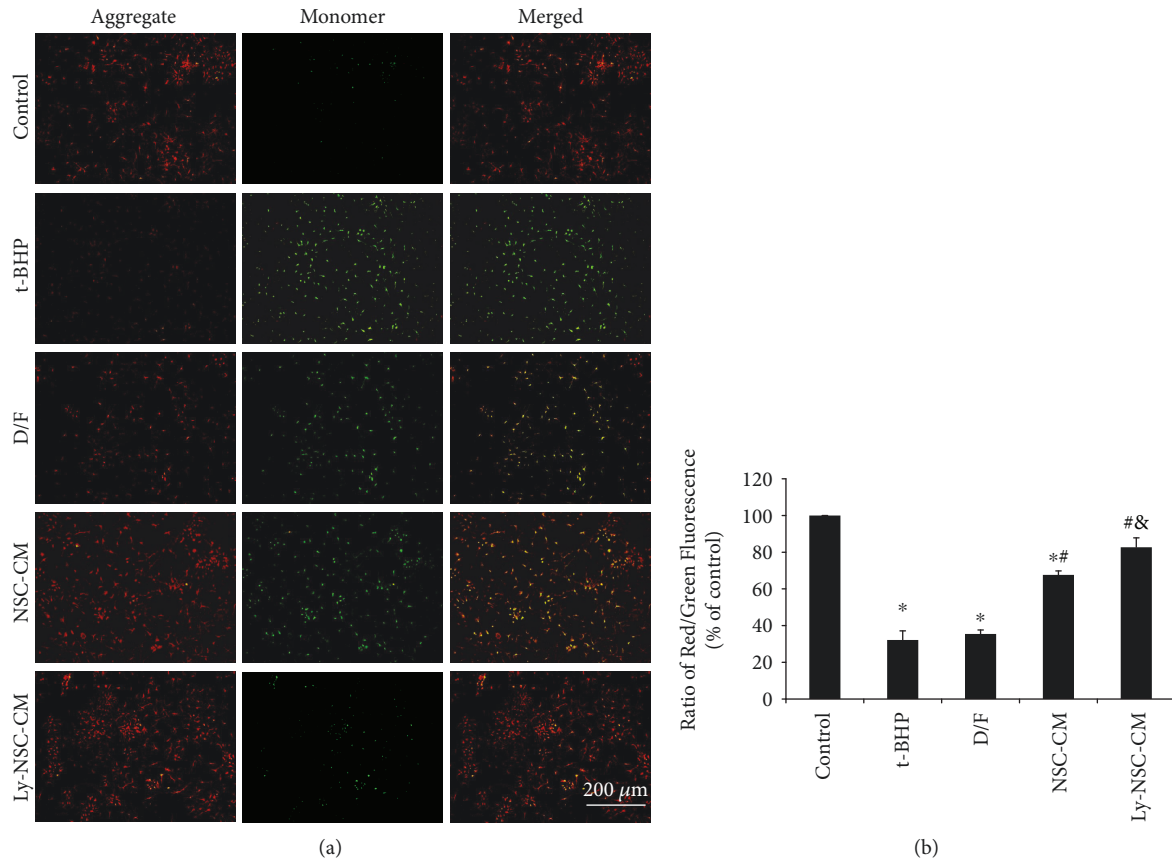 Aggregate Monomer Merged
Control
t-BHP
D/F
NSC-CM
Ly-NSC-CM
200 μm
(a)
Ratio of Red/Green Fluorescence
(% of control)
120
100
80
60
40
20
0
*
*
*#
#&
Control
t-BHP
D/F
NSC-CM
Ly-NSC-CM
(b)